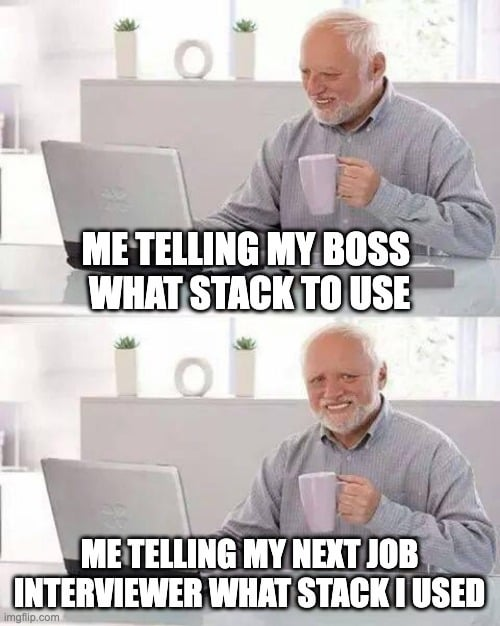 ME TELLING MY BOSS
WHAT STACK TO USE
ME TELLING MY NEXT JOB
INTERVIEWER WHAT STACK I USED
imgflip.com